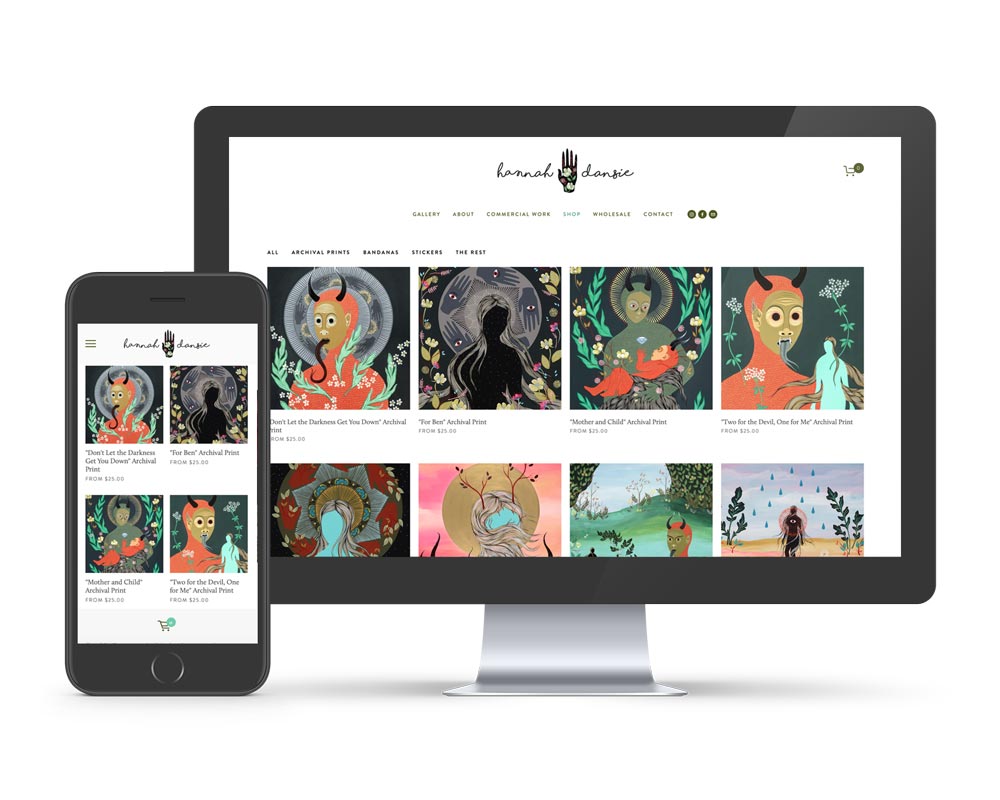 hannah dansie
0
GALLERY ABOUT COMMERCIAL WORK SHOP WHOLESALE CONTACT
ALL ARCHIVAL PRINTS BANDANAS STICKERS THE REST
"Don't Let the Darkness Get You Down" Archival
Print
FROM $25.00
"For Ben" Archival Print
FROM $25.00
"Mother and Child" Archival Print
FROM $25.00
"Two for the Devil, One for Me" Archival Print
FROM $25.00
hannah dansie
"Don't Let the Darkness
Get You Down" Archival
Print
FROM $25.00
"For Ben" Archival Print
FROM $25.00
"Mother and Child"
Archival Print
FROM $25.00
"Two for the Devil, One
for Me" Archival Print
FROM $25.00
0